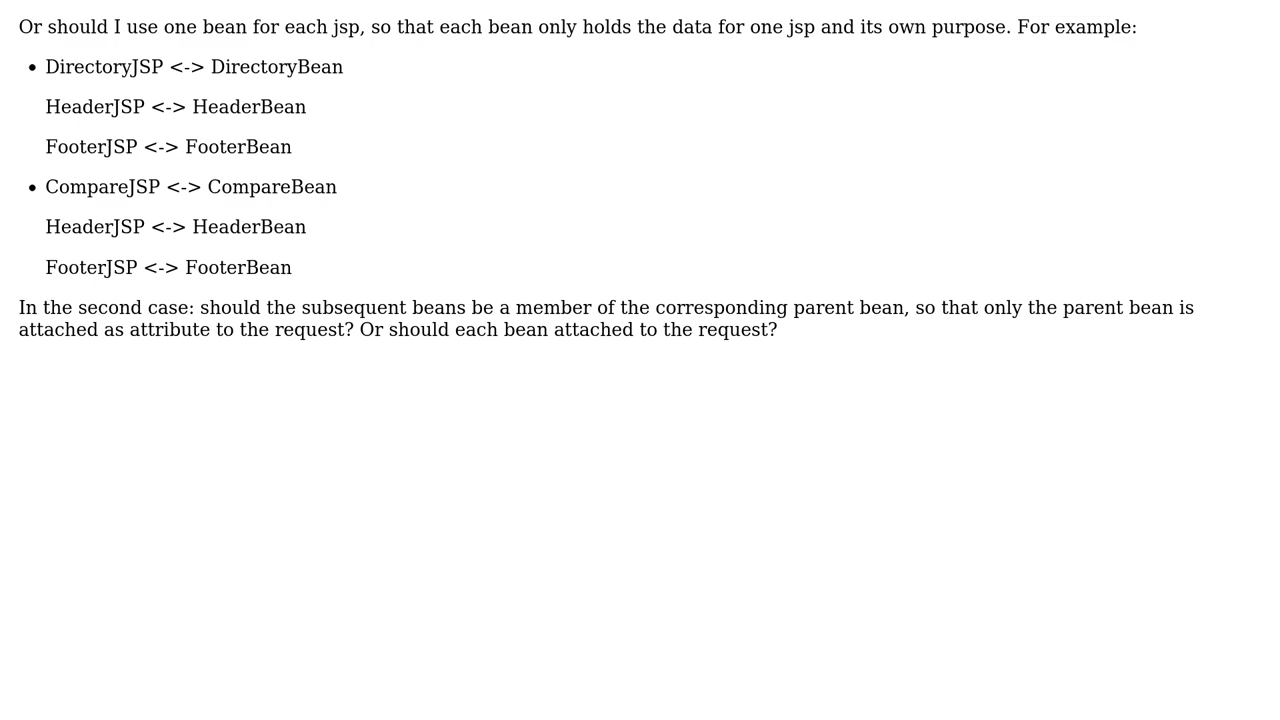 Or should I use one bean for each jsp, so that each bean only holds the data for one jsp and its own purpose. For example:
• DirectoryJSP <-> DirectoryBean
HeaderJSP <-> HeaderBean
FooterJSP <-> FooterBean
• CompareJSP <-> CompareBean
HeaderJSP <-> HeaderBean
FooterJSP <-> FooterBean
In the second case: should the subsequent beans be a member of the corresponding parent bean, so that only the parent bean is
attached as attribute to the request? Or should each bean attached to the request?